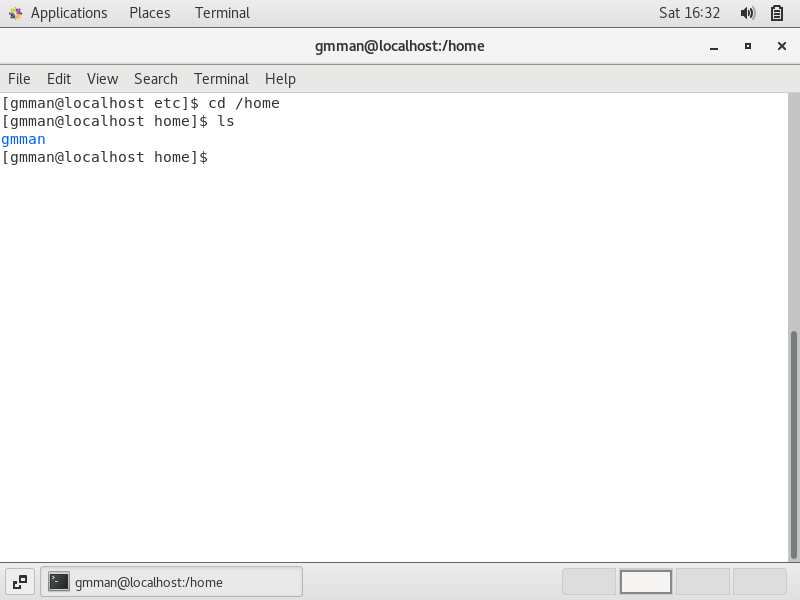 Applications Places Terminal Sat 16:32
gmman@localhost:/home
File Edit View Search Terminal Help
[gmman@localhost etc]$ cd /home
[gmman@localhost home]$ ls
gmman
[gmman@localhost home]$
gmman@localhost:/home